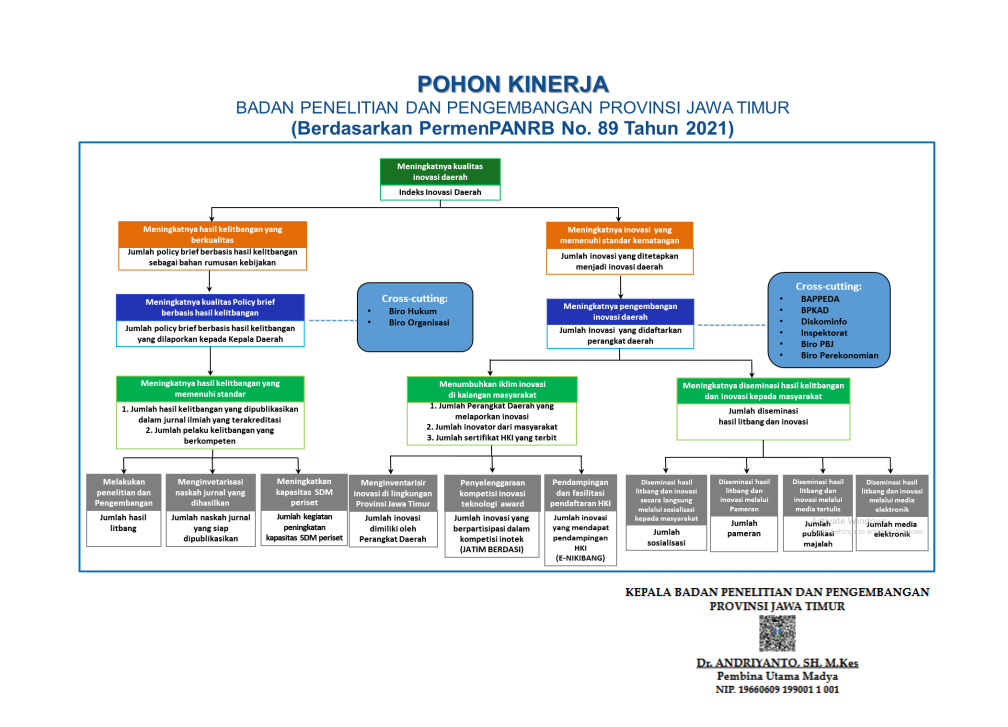 POHON KINERJA
BADAN PENELITIAN DAN PENGEMBANGAN PROVINSI JAWA TIMUR
(Berdasarkan PermenPANRB No. 89 Tahun 2021)
Meningkatnya kualitas
inovasi daerah
Indeks Inovasi Daerah
Meningkatnya hasil kelitbangan yang
berkualitas
Jumlah policy brief berbasis hasil kelitbangan
sebagai bahan rumusan kebijakan
Meningkatnya inovasi yang
memenuhi standar kematangan
Jumlah inovasi yang ditetapkan
menjadi inovasi daerah
Meningkatnya kualitas Policy brief
berbasis hasil kelitbangan
Jumlah policy brief berbasis hasil kelitbangan
yang dilaporkan kepada Kepala Daerah
Cross-cutting:
• Biro Hukum
• Biro Organisasi
Meningkatnya pengembangan
inovasi daerah
Jumlah Inovasi yang didaftarkan
perangkat daerah
Cross-cutting:
• BAPPEDA
• BPKAD
• Diskominfo
• Inspektorat
• Biro PBJ
• Biro Perekonomian
Meningkatnya hasil kelitbangan yang
memenuhi standar
1. Jumlah hasil kelitbangan yang dipublikasikan
dalam jurnal ilmiah yang terakreditasi
2. Jumlah pelaku kelitbangan yang
berkompeten
Menumbuhkan iklim inovasi
di kalangan masyarakat
1. Jumlah Perangkat Daerah yang
melaporkan inovasi
2. Jumlah inovator dari masyarakat
3. Jumlah sertifikat HKI yang terbit
Meningkatnya diseminasi hasil kelitbangan
dan inovasi kepada masyarakat
Jumlah diseminasi
hasil litbang dan inovasi
Melakukan
penelitian dan
Pengembangan
Jumlah hasil
litbang
Menginvetarisasi
naskah jurnal yang
dihasilkan
Jumlah naskah jurnal
yang siap
dipublikasikan
Meningkatkan
kapasitas SDM
periset
Jumlah kegiatan
peningkatan
kapasitas SDM periset
Menginventarisir
inovasi di lingkungan
Provinsi Jawa Timur
Jumlah inovasi
dimiliki oleh
Perangkat Daerah
Penyelenggaraan
kompetisi inovasi
teknologi award
Jumlah inovasi yang
berpartisipasi dalam
kompetisi inotek
(JATIM BERDASI)
Pendampingan
dan fasilitasi
pendaftaran HKI
Jumlah inovasi
yang mendapat
pendampingan
HKI
(E-NIKIBANG)
Diseminasi hasil
litbang dan inovasi
secara langsung
melalui sosialisasi
kepada masyarakat
Jumlah
sosialisasi
Diseminasi hasil
litbang dan
inovasi melalui
Pameran
Jumlah
pameran
Diseminasi hasil
litbang dan
inovasi melalui
media tertulis
Jumlah
publikasi
majalah
Diseminasi hasil
litbang dan inovasi
melalui media
elektronik
Jumlah media
elektronik
KEPALA BADAN PENELITIAN DAN PENGEMBANGAN
PROVINSI JAWA TIMUR
Dr. ANDRIYANTO, SH, M.Kes
Pembina Utama Madya
NIP. 19660609 199001 1 001